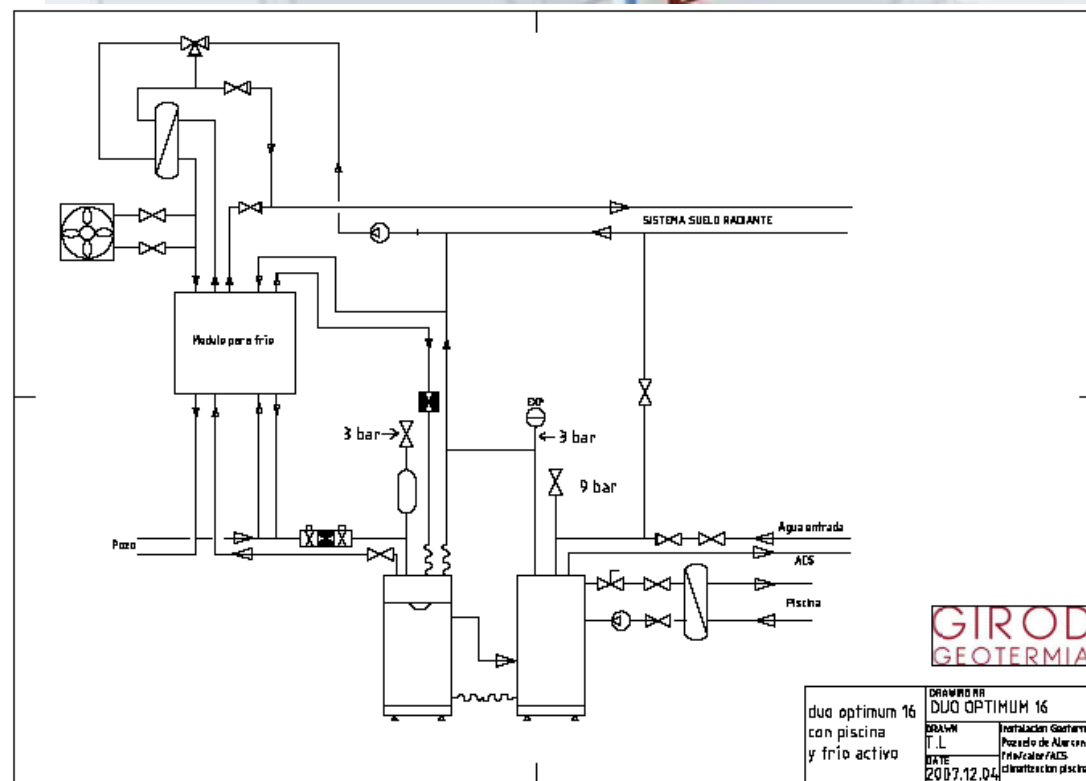 SISTEMA SUELO RADIANTE
Modulo para frio
EXP
3 bar
3 bar
9 bar
Pozo
Agua entrada
ACS
Piscina
GIROD
GEOTERMIA
duo optimum 16
con piscina
y frio activo
DRAWING NR
DUO OPTIMUM 16
DRAWN
T.L
DATE
2007.12.04
Instalacion Geoterm
Pozuelo de Alarcon
Frio/calor/ACS
climatizacion piscina